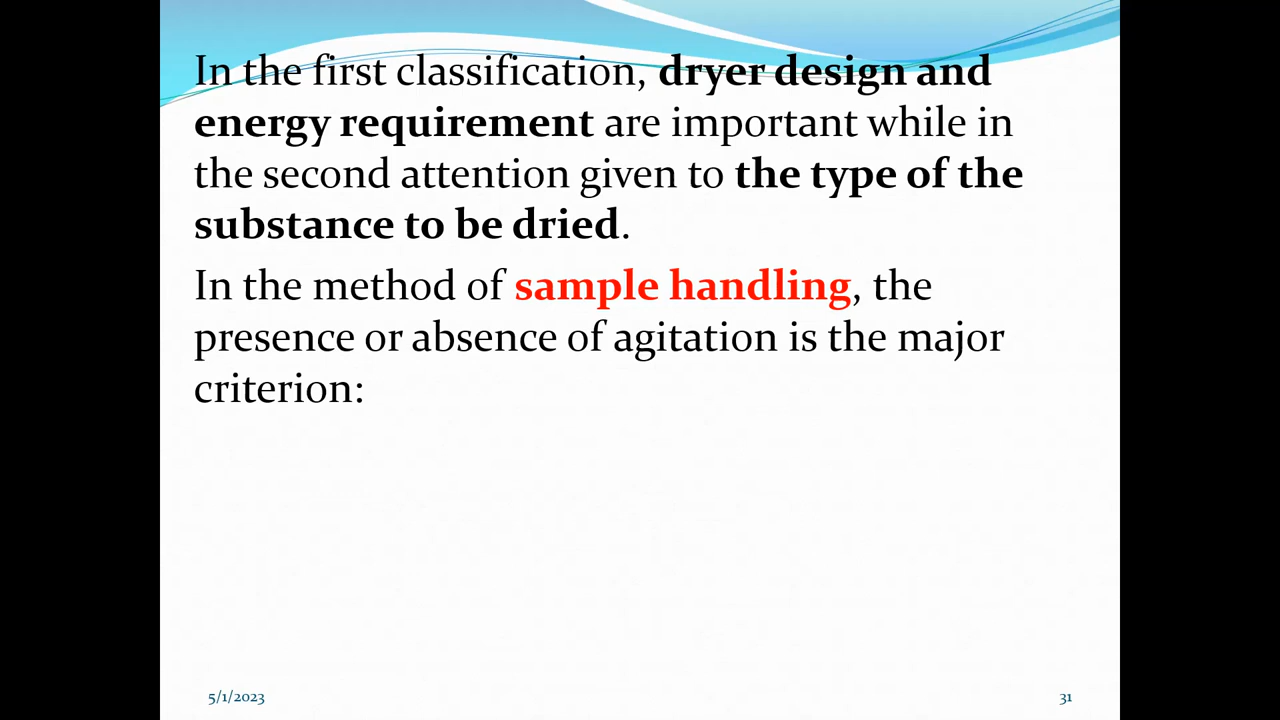 In the first classification, dryer design and
energy requirement are important while in
the second attention given to the type of the
substance to be dried.
In the method of sample handling, the
presence or absence of agitation is the major
criterion:
5/1/2023
31